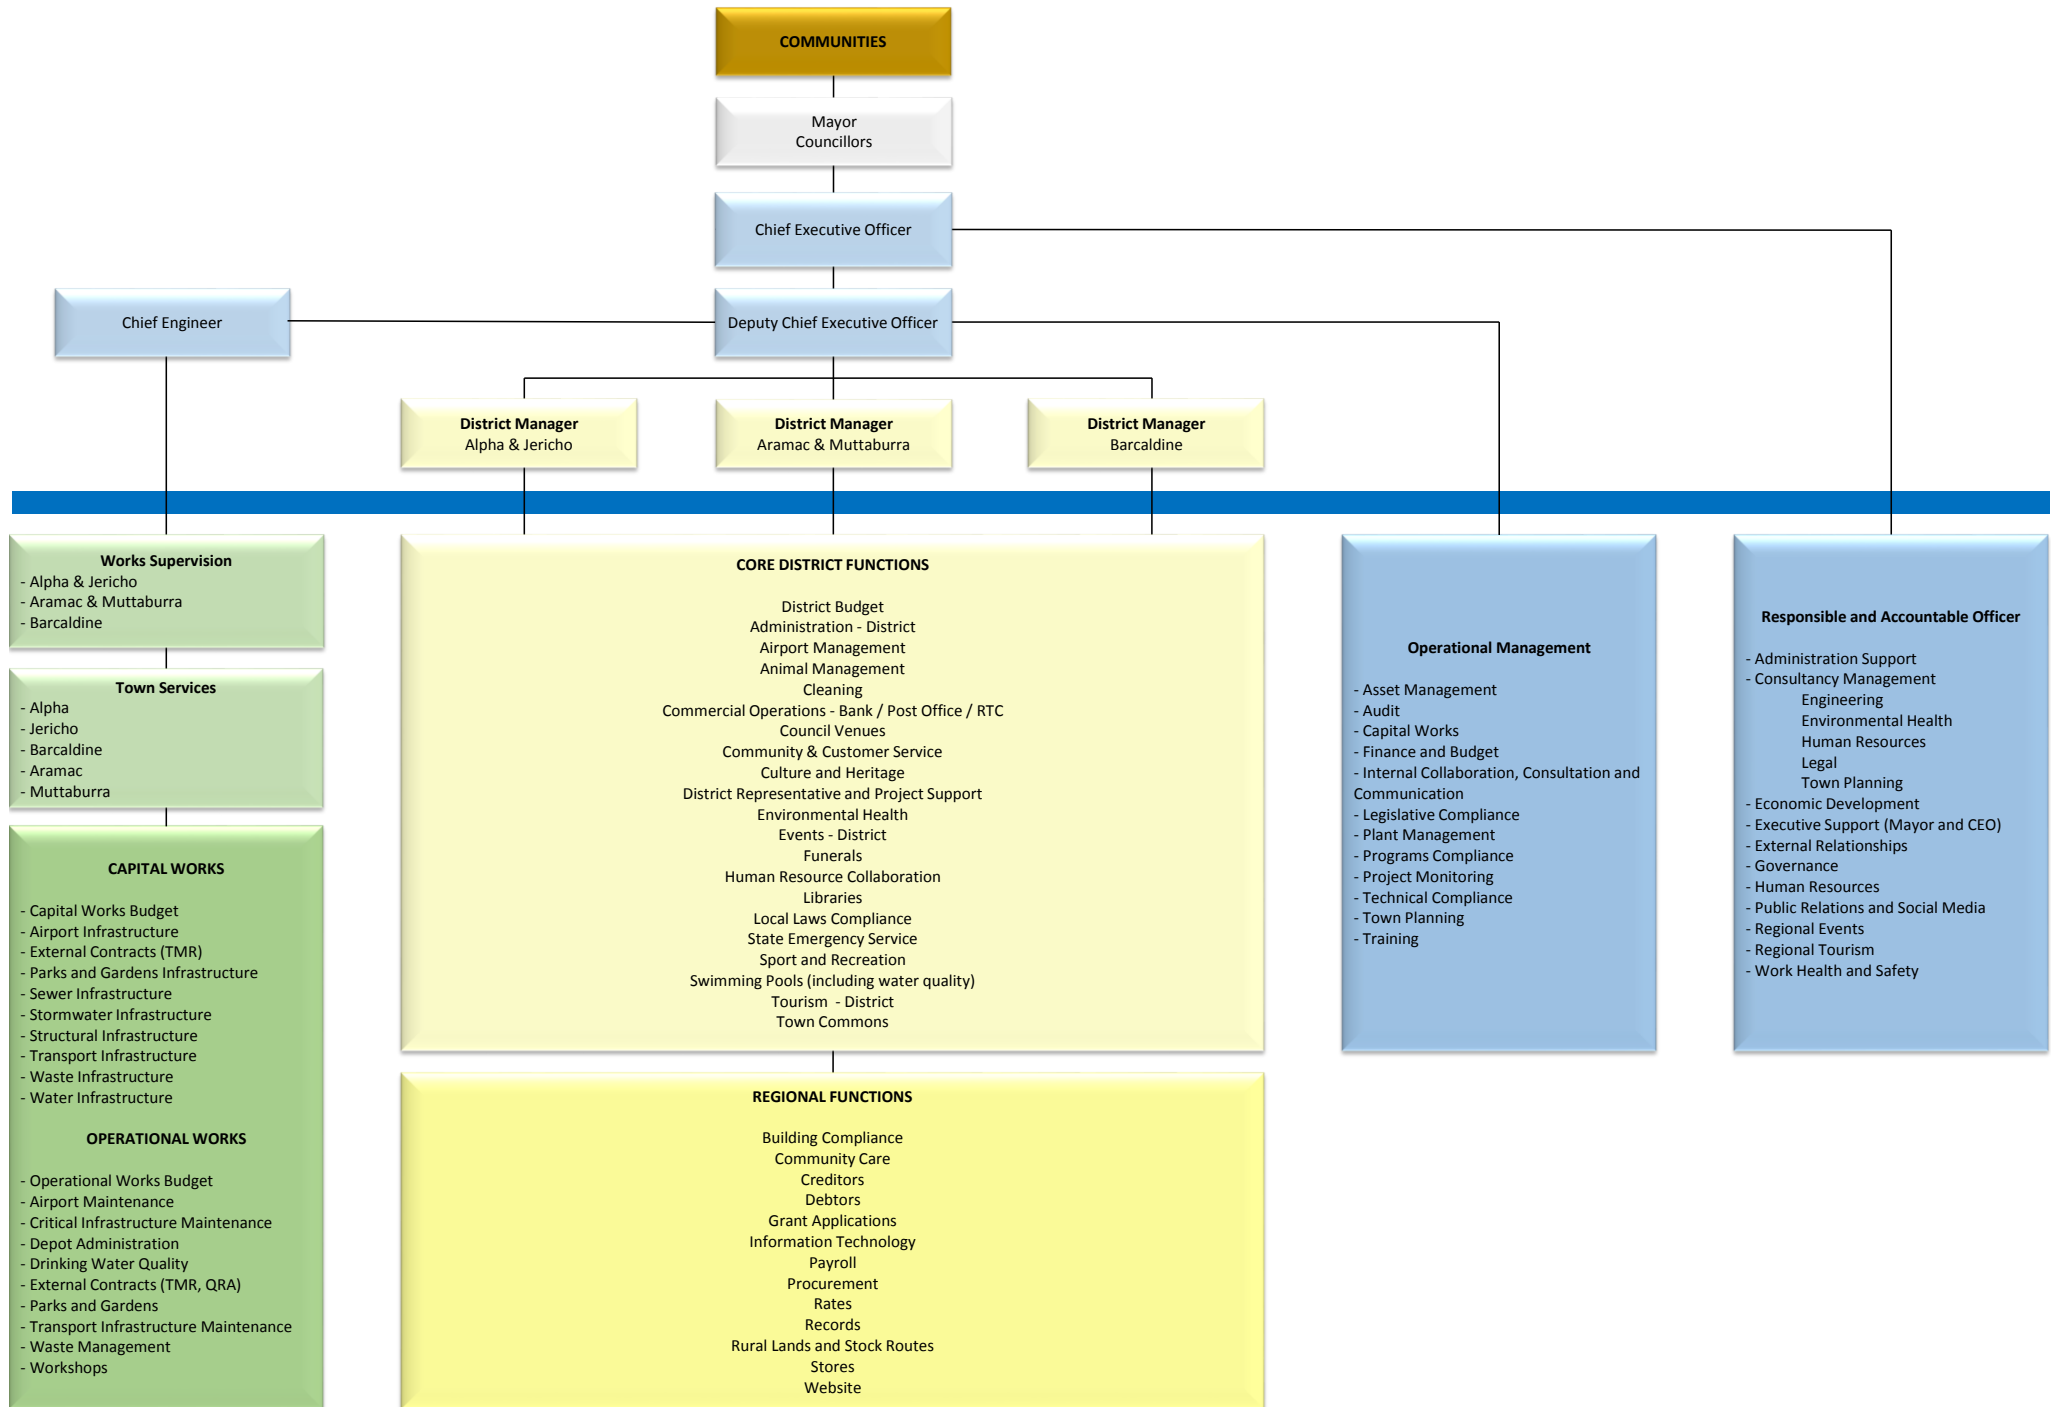 COMMUNITIES
Mayor
Councillors
Chief Executive Officer
Chief Engineer
Deputy Chief Executive Officer
District Manager
Alpha & Jericho
District Manager
Aramac & Muttaburra
District Manager
Barcaldine
Works Supervision
- Alpha & Jericho
- Aramac & Muttaburra
- Barcaldine
Town Services
- Alpha
- Jericho
- Barcaldine
- Aramac
- Muttaburra
CAPITAL WORKS
- Capital Works Budget
- Airport Infrastructure
- External Contracts (TMR)
- Parks and Gardens Infrastructure
- Sewer Infrastructure
- Stormwater Infrastructure
- Structural Infrastructure
- Transport Infrastructure
- Waste Infrastructure
- Water Infrastructure
OPERATIONAL WORKS
- Operational Works Budget
- Airport Maintenance
- Critical Infrastructure Maintenance
- Depot Administration
- Drinking Water Quality
- External Contracts (TMR, QRA)
- Parks and Gardens
- Transport Infrastructure Maintenance
- Waste Management
- Workshops
CORE DISTRICT FUNCTIONS
District Budget
Administration - District
Airport Management
Animal Management
Cleaning
Commercial Operations - Bank / Post Office / RTC
Council Venues
Community & Customer Service
Culture and Heritage
District Representative and Project Support
Environmental Health
Events - District
Funerals
Human Resource Collaboration
Libraries
Local Laws Compliance
State Emergency Service
Sport and Recreation
Swimming Pools (including water quality)
Tourism  - District
Town Commons
REGIONAL FUNCTIONS
Building Compliance
Community Care
Creditors
Debtors
Grant Applications
Information Technology
Payroll
Procurement
Rates
Records
Rural Lands and Stock Routes
Stores
Website
Operational Management
- Asset Management
- Audit
- Capital Works
- Finance and Budget
- Internal Collaboration, Consultation and
Communication
- Legislative Compliance
- Plant Management
- Programs Compliance
- Project Monitoring
- Technical Compliance
- Town Planning
- Training
Responsible and Accountable Officer
- Administration Support
- Consultancy Management
Engineering
Environmental Health
Human Resources
Legal
Town Planning
- Economic Development
- Executive Support (Mayor and CEO)
- External Relationships
- Governance
- Human Resources
- Public Relations and Social Media
- Regional Events
- Regional Tourism
- Work Health and Safety